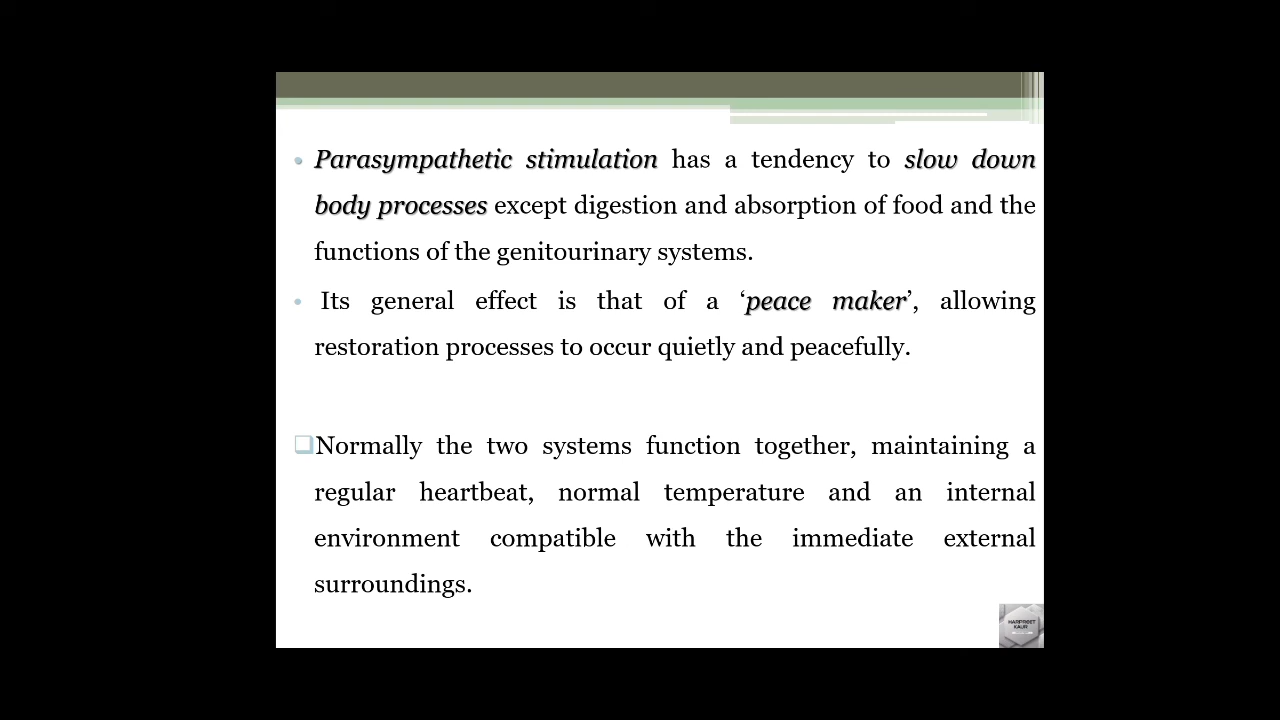 • Parasympathetic stimulation has a tendency to slow down
body processes except digestion and absorption of food and the
functions of the genitourinary systems.
• Its general effect is that of a ‘peace maker’, allowing
restoration processes to occur quietly and peacefully.
❑Normally the two systems function together, maintaining a
regular heartbeat, normal temperature and an internal
environment compatible with the immediate external
surroundings.
HARPREET
KAUR